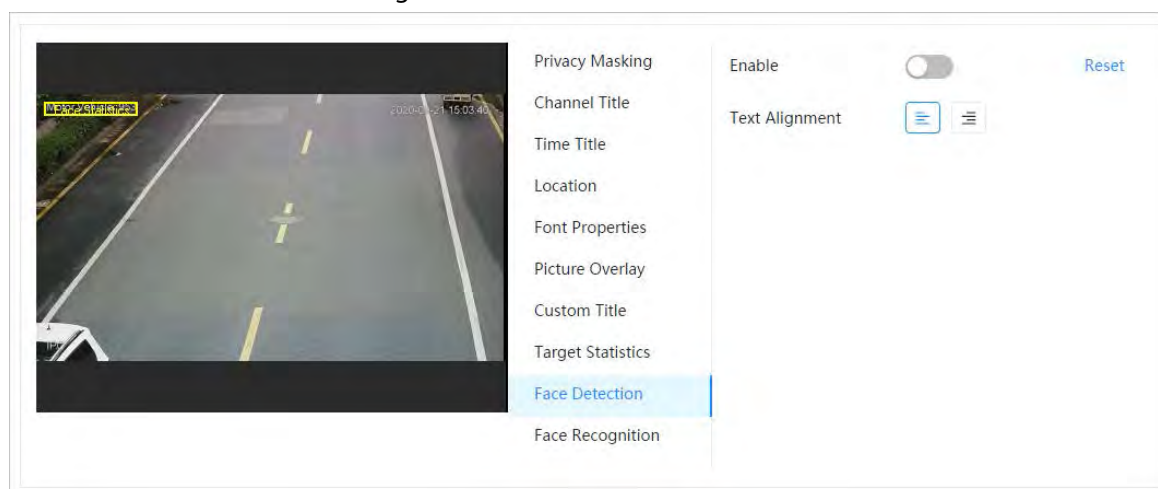 Privacy Masking
Channel Title
Time Title
Location
Font Properties
Picture Overlay
Custom Title
Target Statistics
Face Detection
Face Recognition
Enable
Reset
Text Alignment
IPC